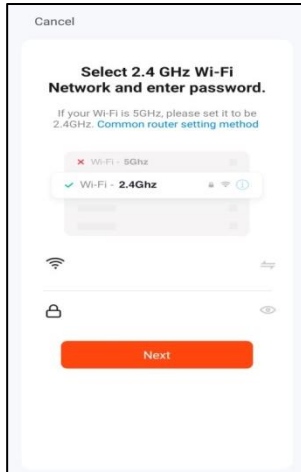 Cancel
Select 2.4 GHz Wi-Fi
Network and enter password.
If your Wi-Fi is 5GHz, please set it to be
2.4GHz. Common router setting method
Wi-Fi - 5Ghz
Wi-Fi - 2.4Ghz
Next